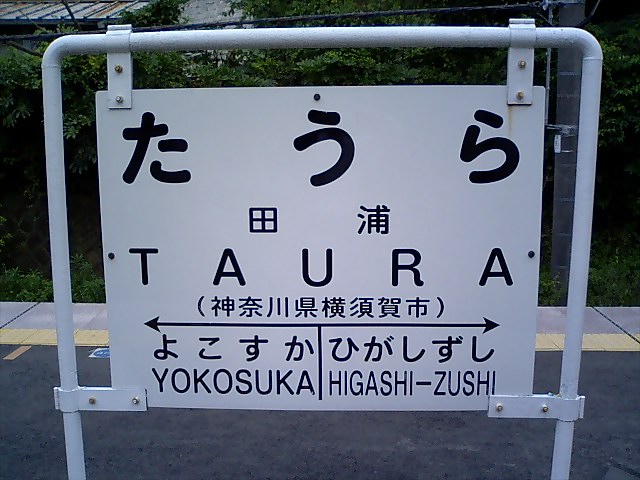 たうら
田浦
TAURA
(神奈川県横須賀市)
よこすか ひがしずし
YOKOSUKA HIGASHI-ZUSHI